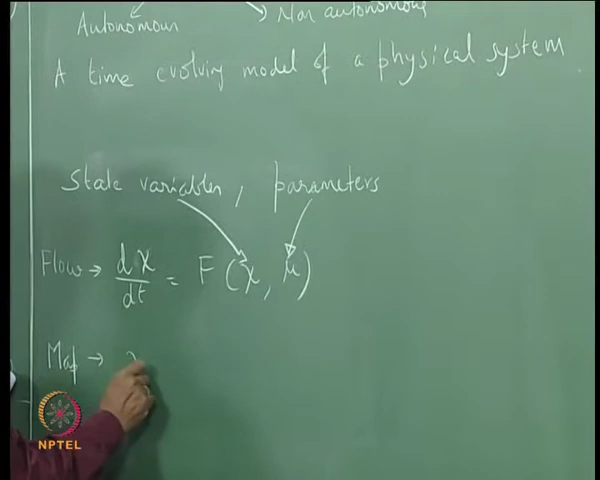 Autonomous
Non autonomous
A time evolving model of a physical system
State variables, parameters
Flow → dx/dt = F(x, μ)
Map → x
NPTEL